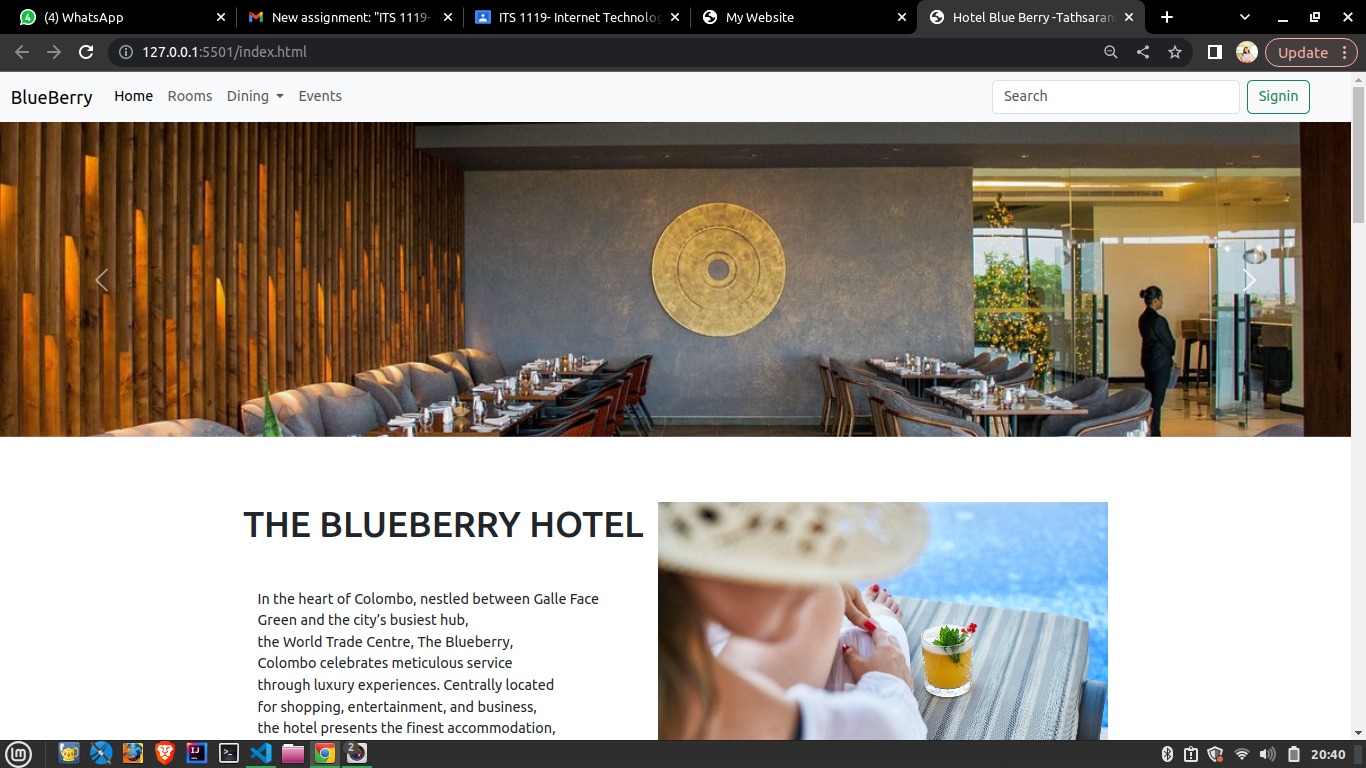 (4) WhatsApp
New assignment: "ITS 1119-
ITS 1119- Internet Technolog
My Website
Hotel Blue Berry -Tathsaran
127.0.0.1:5501/index.html
Update
BlueBerry
Home
Rooms
Dining
Events
Search
Signin
THE BLUEBERRY HOTEL
In the heart of Colombo, nestled between Galle Face
Green and the city’s busiest hub,
the World Trade Centre, The Blueberry,
Colombo celebrates meticulous service
through luxury experiences. Centrally located
for shopping, entertainment, and business,
the hotel presents the finest accommodation,
2
20:40